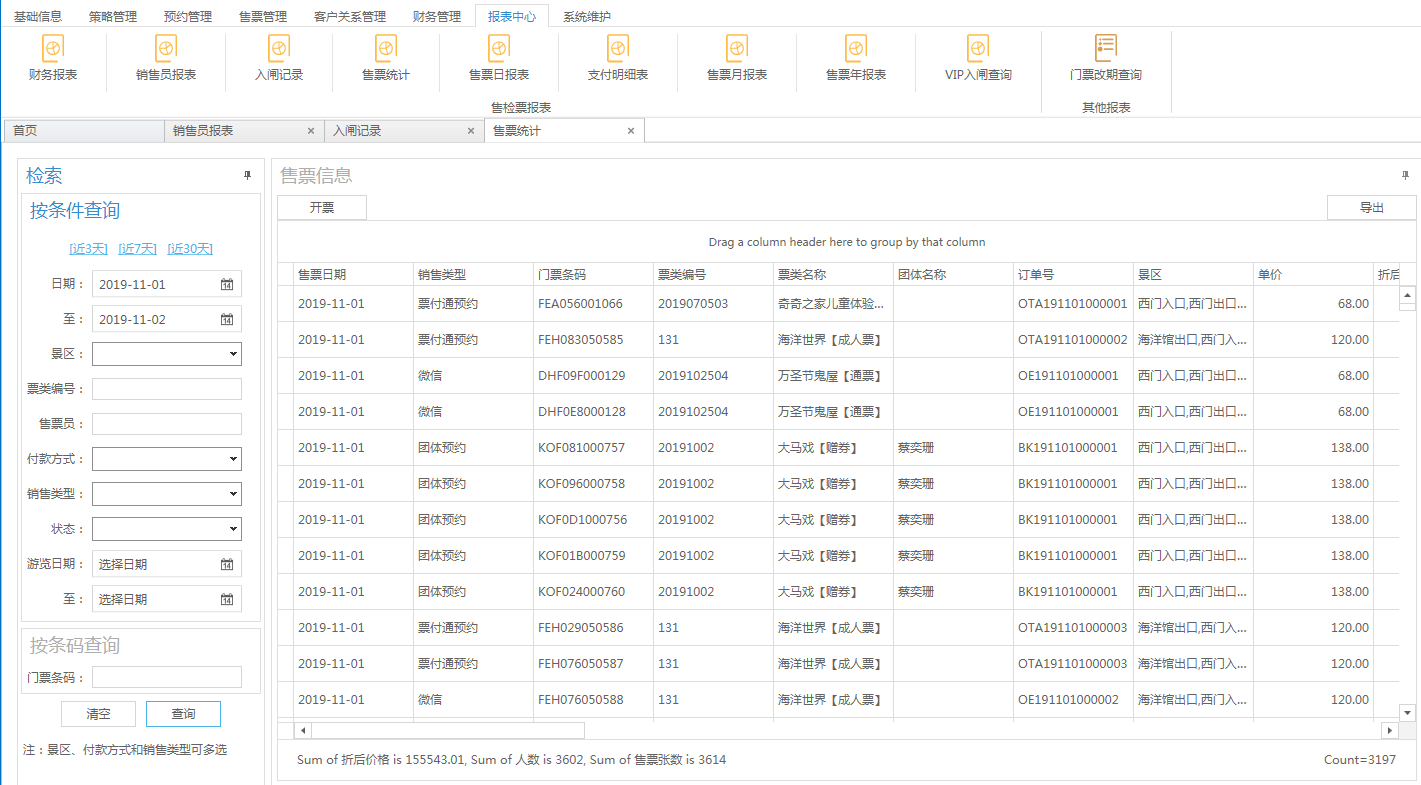 基础信息 策略管理 预约管理 售票管理 客户关系管理 财务管理 报表中心 系统维护
财务报表 销售员报表 入闸记录 售票统计 售票日报表 支付明细表 售票月报表 售票年报表 VIP入闸查询 门票改期查询
售检票报表 其他报表
首页 销售员报表 × 入闸记录 × 售票统计 ×
检索
按条件查询
[近3天] [近7天] [近30天]
日期： 2019-11-01
至： 2019-11-02
景区：
票类编号：
售票员：
付款方式：
销售类型：
状态：
游览日期： 选择日期
至： 选择日期
按条码查询
门票条码：
清空 查询
注：景区、付款方式和销售类型可多选
售票信息
开票 导出
Drag a column header here to group by that column
售票日期 销售类型 门票条码 票类编号 票类名称 团体名称 订单号 景区 单价 折后
2019-11-01 票付通预约 FEA056001066 2019070503 奇奇之家儿童体验... OTA191101000001 西门入口,西门出口... 68.00
2019-11-01 票付通预约 FEH083050585 131 海洋世界【成人票】 OTA191101000002 海洋馆出口,西门入... 120.00
2019-11-01 微信 DHF09F000129 2019102504 万圣节鬼屋【通票】 OE191101000001 西门入口,西门出口... 68.00
2019-11-01 微信 DHF0E8000128 2019102504 万圣节鬼屋【通票】 OE191101000001 西门入口,西门出口... 68.00
2019-11-01 团体预约 KOF081000757 20191002 大马戏【赠券】 蔡奕珊 BK191101000001 西门入口,西门出口... 138.00
2019-11-01 团体预约 KOF096000758 20191002 大马戏【赠券】 蔡奕珊 BK191101000001 西门入口,西门出口... 138.00
2019-11-01 团体预约 KOF0D1000756 20191002 大马戏【赠券】 蔡奕珊 BK191101000001 西门入口,西门出口... 138.00
2019-11-01 团体预约 KOF01B000759 20191002 大马戏【赠券】 蔡奕珊 BK191101000001 西门入口,西门出口... 138.00
2019-11-01 团体预约 KOF024000760 20191002 大马戏【赠券】 蔡奕珊 BK191101000001 西门入口,西门出口... 138.00
2019-11-01 票付通预约 FEH029050586 131 海洋世界【成人票】 OTA191101000003 海洋馆出口,西门入... 120.00
2019-11-01 票付通预约 FEH076050587 131 海洋世界【成人票】 OTA191101000003 海洋馆出口,西门入... 120.00
2019-11-01 微信 FEH076050588 131 海洋世界【成人票】 OE191101000002 海洋馆出口,西门入... 120.00
Sum of 折后价格 is 155543.01, Sum of 人数 is 3602, Sum of 售票张数 is 3614 Count=3197